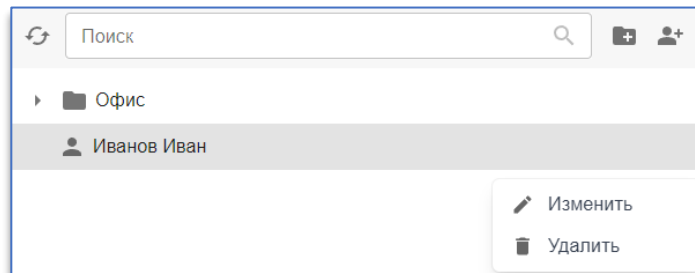 Поиск
Офис
Иванов Иван
Изменить
Удалить